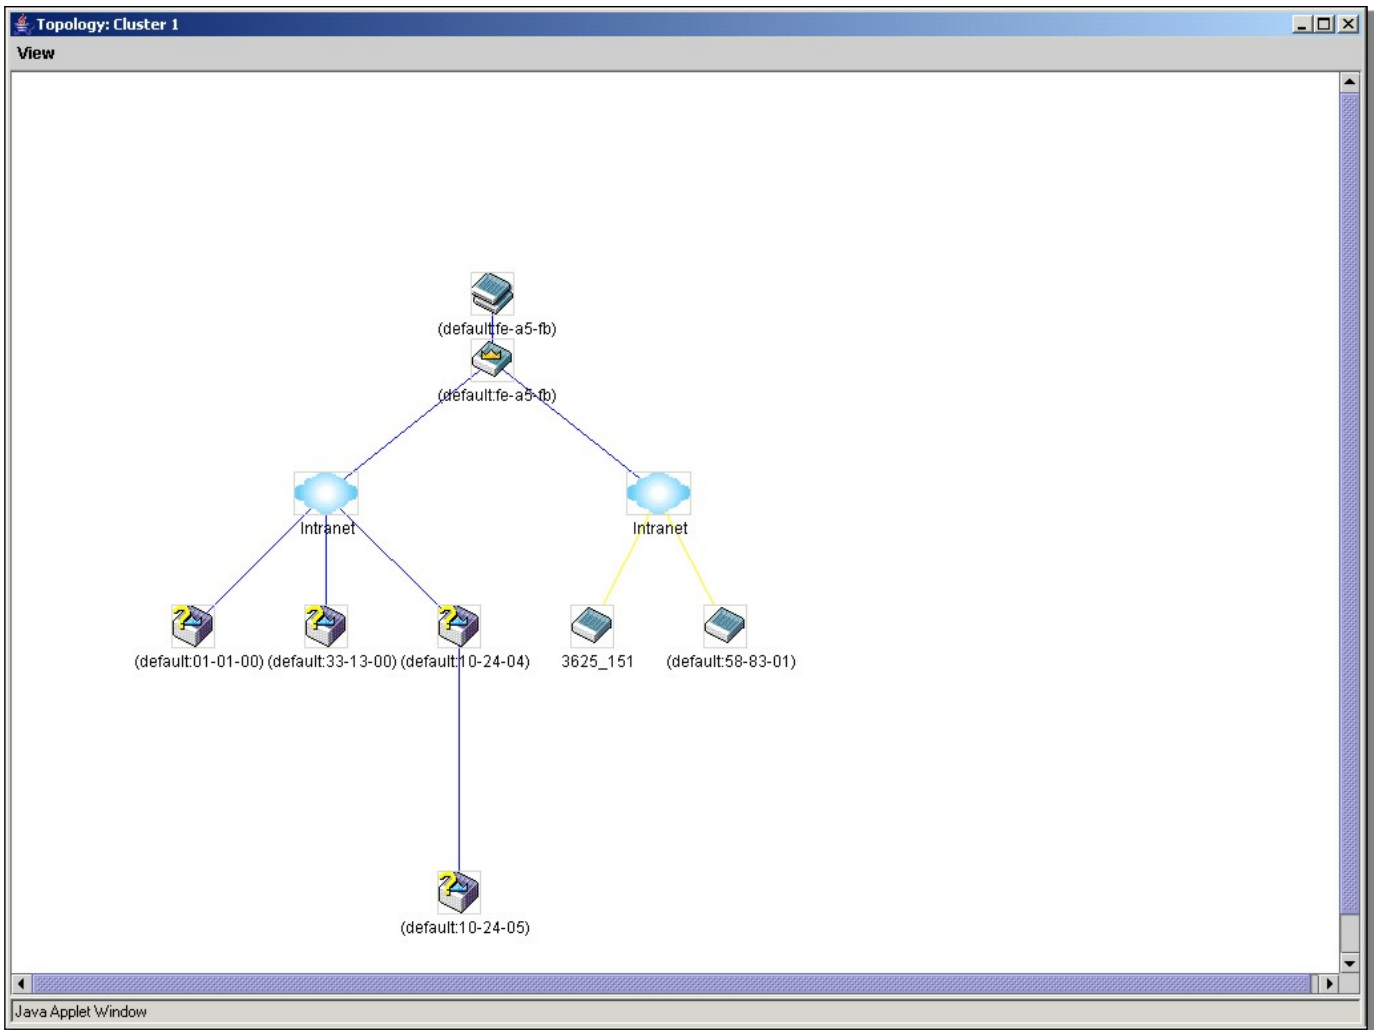 Topology: Cluster 1
View
(default:fe-a5-fb)
(default:fe-a5-fb)
Intranet
Intranet
(default:01-01-00)
(default:33-13-00)
(default:10-24-04)
3625_151
(default:58-83-01)
(default:10-24-05)
Java Applet Window